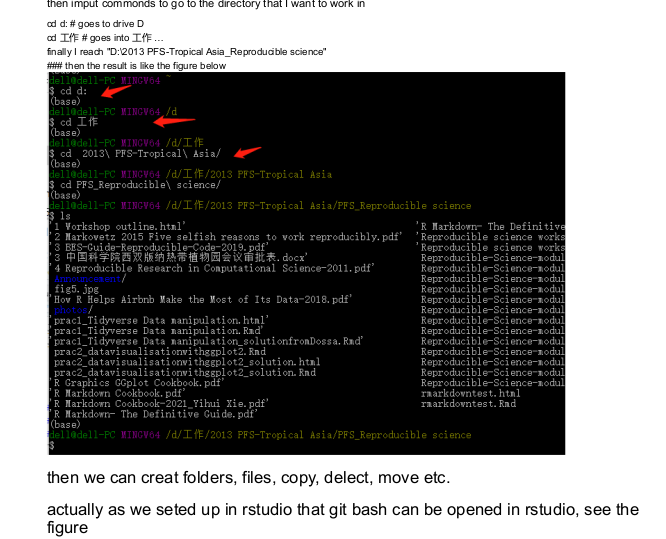 then imput commonds to go to the directory that I want to work in
cd d: # goes to drive D
cd 工作 # goes into 工作 ...
finally I reach "D:\2013 PFS-Tropical Asia_Reproducible science"
### then the result is like the figure below
(base)
dell@dell-PC MINGW64 ~
$ cd d:
(base)
dell@dell-PC MINGW64 /d
$ cd 工作
(base)
dell@dell-PC MINGW64 /d/工作
$ cd  2013\ PFS-Tropical\ Asia/
(base)
dell@dell-PC MINGW64 /d/工作/2013 PFS-Tropical Asia
$ cd PFS_Reproducible\ science/
(base)
dell@dell-PC MINGW64 /d/工作/2013 PFS-Tropical Asia/PFS_Reproducible science
$ ls
'1 Workshop outline.html' 'R Markdown- The Definitive
'2 Markowetz 2015 Five selfish reasons to work reproducibly.pdf' 'Reproducible science works
'3 BES-Guide-Reproducible-Code-2019.pdf' 'Reproducible science works
'3 中国科学院西双版纳热带植物园会议审批表.docx' Reproducible-Science-modul
'4 Reproducible Research in Computational Science-2011.pdf' Reproducible-Science-modul
Announcement/ Reproducible-Science-modul
fig5.jpg Reproducible-Science-modul
'How R Helps Airbnb Make the Most of Its Data-2018.pdf' Reproducible-Science-modul
photos/ Reproducible-Science-modul
'prac1_Tidyverse Data manipulation.html' Reproducible-Science-modul
'prac1_Tidyverse Data manipulation.Rmd' Reproducible-Science-modul
'prac1_Tidyverse Data manipulation_solutionfromDossa.Rmd' Reproducible-Science-modul
prac2_datavisualisationwithggplot2.Rmd Reproducible-Science-modul
prac2_datavisualisationwithggplot2_solution.html Reproducible-Science-modul
prac2_datavisualisationwithggplot2_solution.Rmd Reproducible-Science-modul
'R Graphics GGplot Cookbook.pdf' Reproducible-Science-modul
'R Markdown Cookbook.pdf' rmarkdowntest.html
'R Markdown Cookbook-2021_Yihui Xie.pdf' rmarkdowntest.Rmd
'R Markdown- The Definitive Guide.pdf'
(base)
dell@dell-PC MINGW64 /d/工作/2013 PFS-Tropical Asia/PFS_Reproducible science
$
then we can creat folders, files, copy, delect, move etc.
actually as we seted up in rstudio that git bash can be opened in rstudio, see the
figure